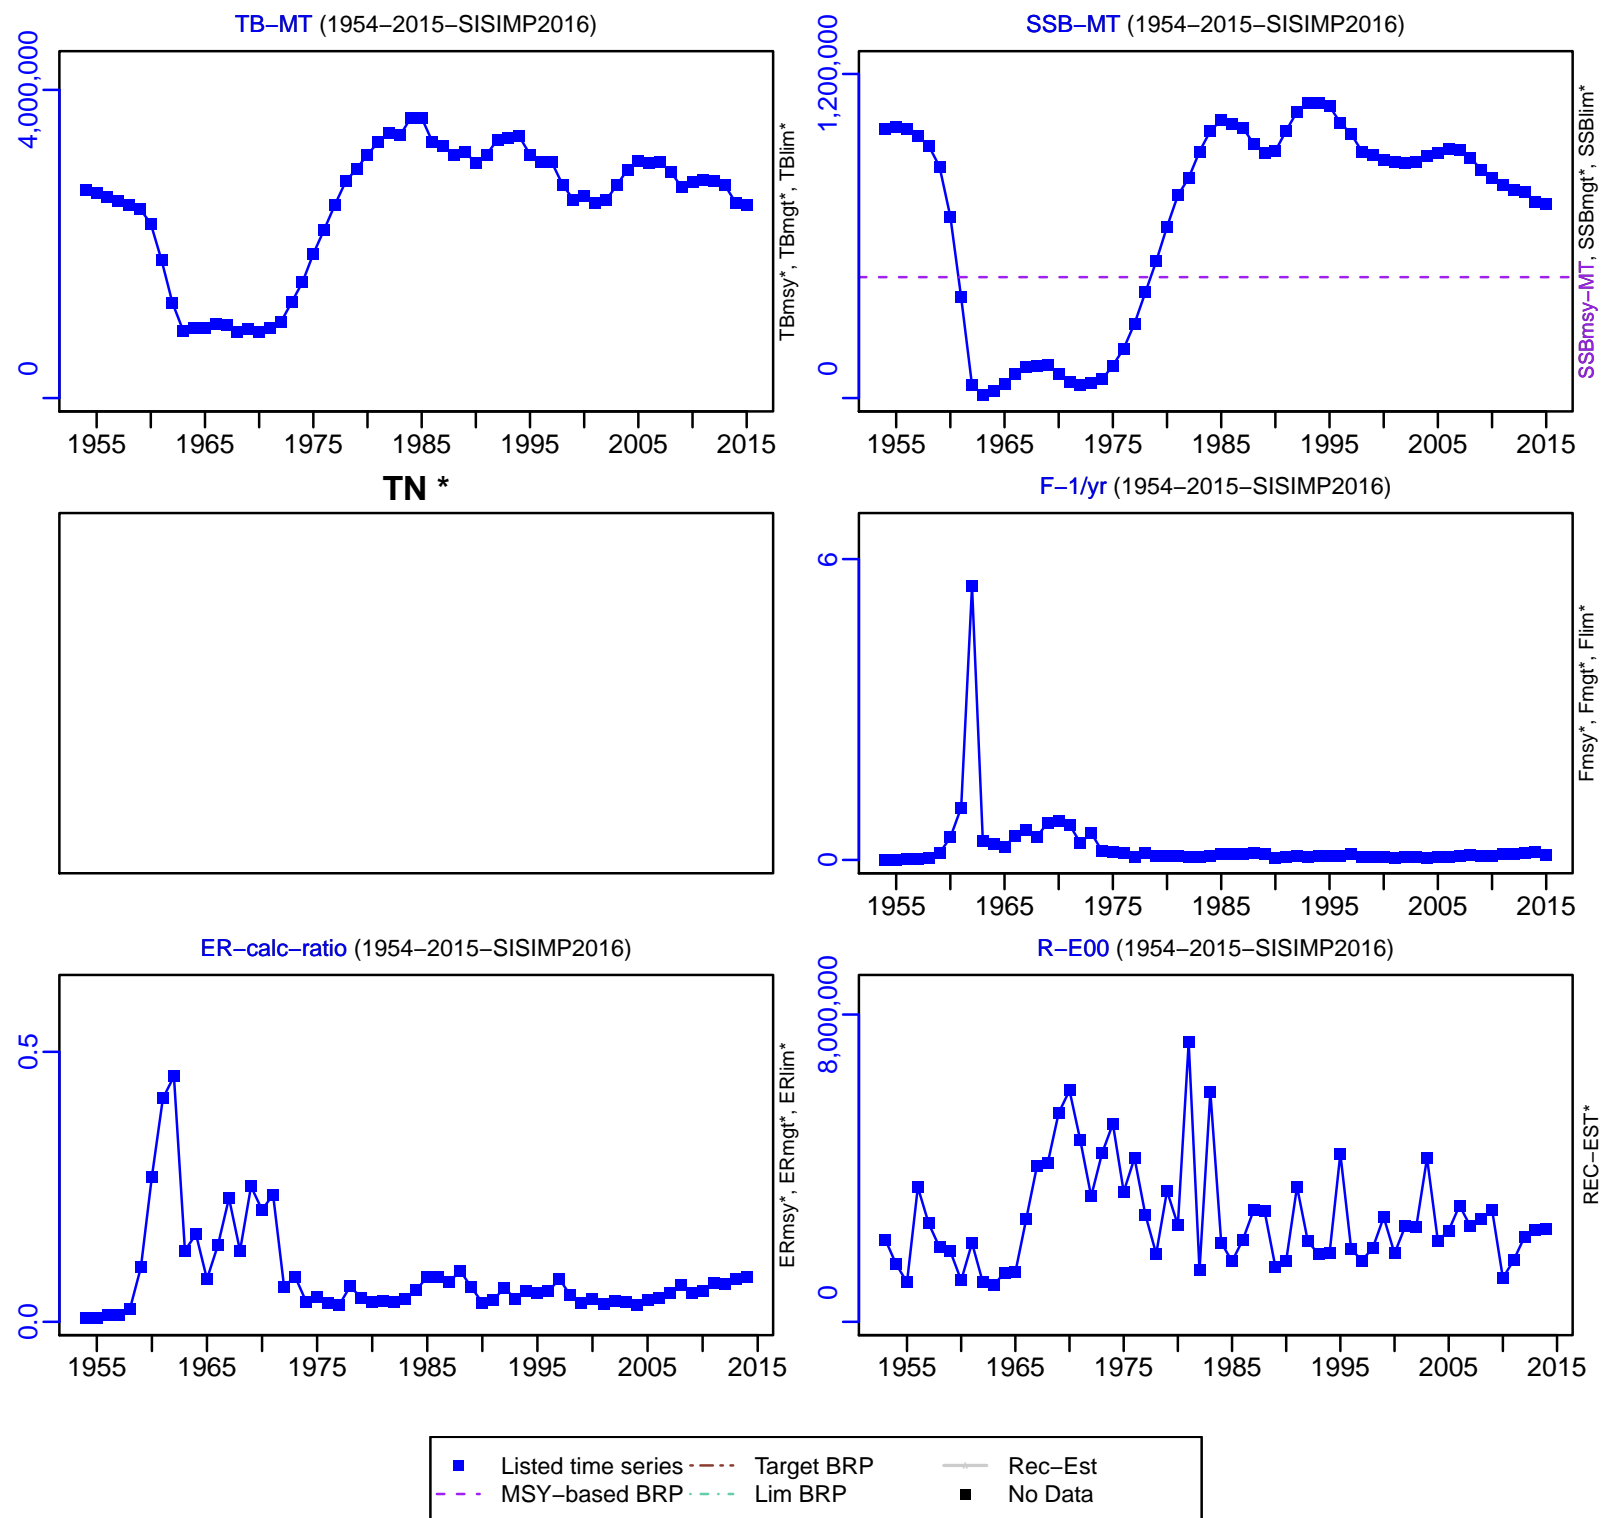 TB−MT (1954−2015−SISIMP2016)
0
4,000,000
1955 1965 1975 1985 1995 2005 2015
TBmsy*, TBmgt*, TBlim*
SSB−MT (1954−2015−SISIMP2016)
0
1,200,000
1955 1965 1975 1985 1995 2005 2015
SSBmsy−MT, SSBmgt*, SSBlim*
TN *
F−1/yr (1954−2015−SISIMP2016)
0
6
1955 1965 1975 1985 1995 2005 2015
Fmsy*, Fmgt*, Flim*
ER−calc−ratio (1954−2015−SISIMP2016)
0.0
0.5
1955 1965 1975 1985 1995 2005 2015
ERmsy*, ERmgt*, ERlim*
R−E00 (1954−2015−SISIMP2016)
0
8,000,000
1955 1965 1975 1985 1995 2005 2015
REC−EST*
Listed time series Target BRP Rec−Est
MSY−based BRP Lim BRP No Data